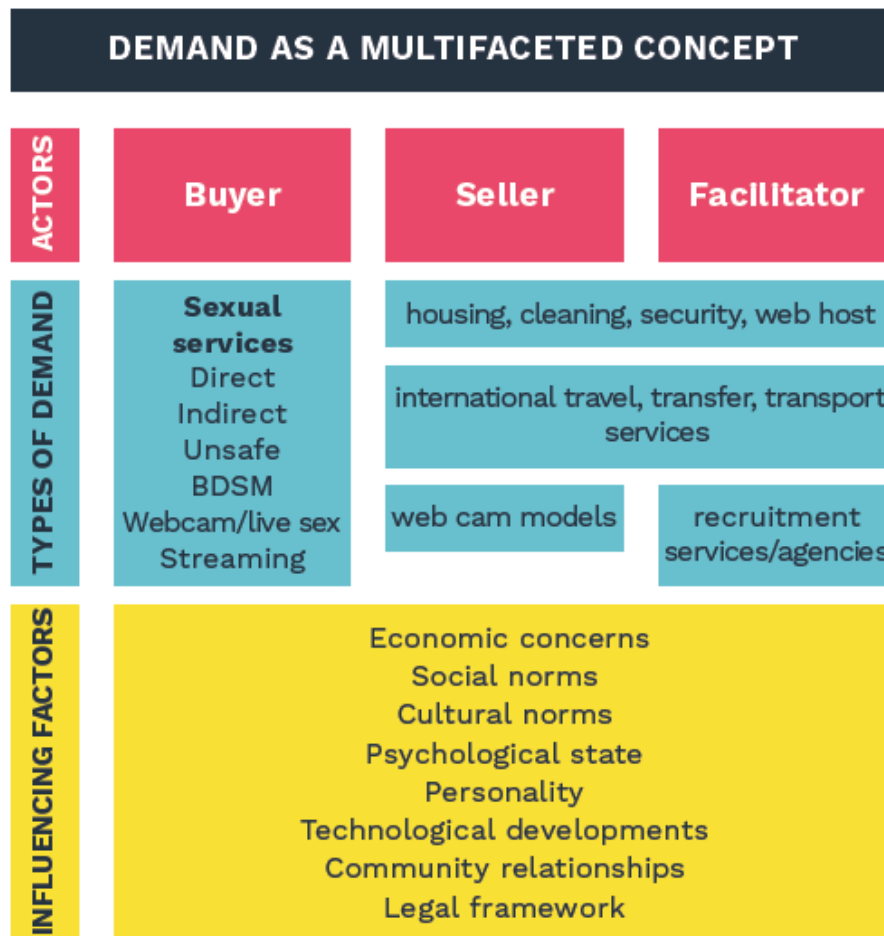 DEMAND AS A MULTIFACETED CONCEPT
ACTORS
Buyer
Seller
Facilitator
TYPES OF DEMAND
Sexual
services
Direct
Indirect
Unsafe
BDSM
Webcam/live sex
Streaming
housing, cleaning, security, web host
international travel, transfer, transport
services
web cam models
recruitment
services/agencies
INFLUENCING FACTORS
Economic concerns
Social norms
Cultural norms
Psychological state
Personality
Technological developments
Community relationships
Legal framework